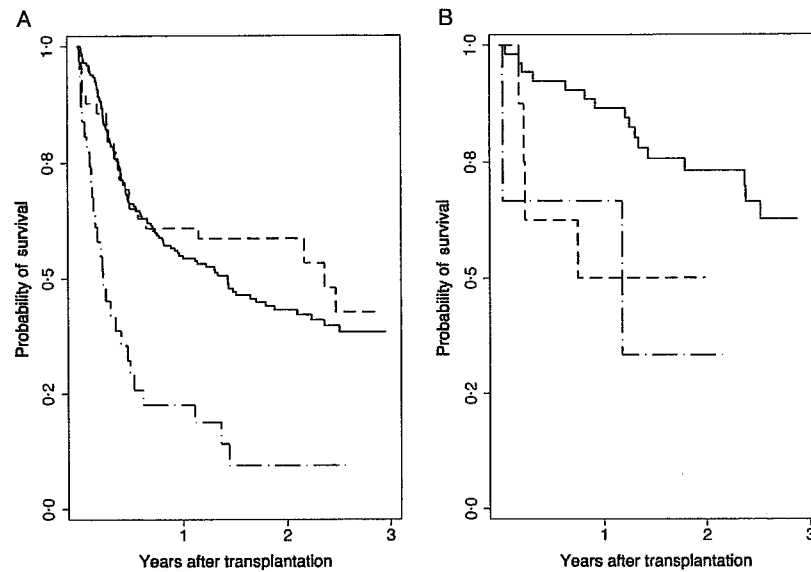 A
Probability of survival
1·0
0·8
0·5
0·2
0·0
1
2
3
Years after transplantation
B
Probability of survival
1·0
0·8
0·5
0·2
0·0
1
2
3
Years after transplantation